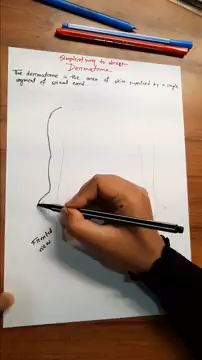 Simplest way to draw
Dermatome
The dermatome is the area of skin supplied by a single
segment of spinal cord.
Frontal
view